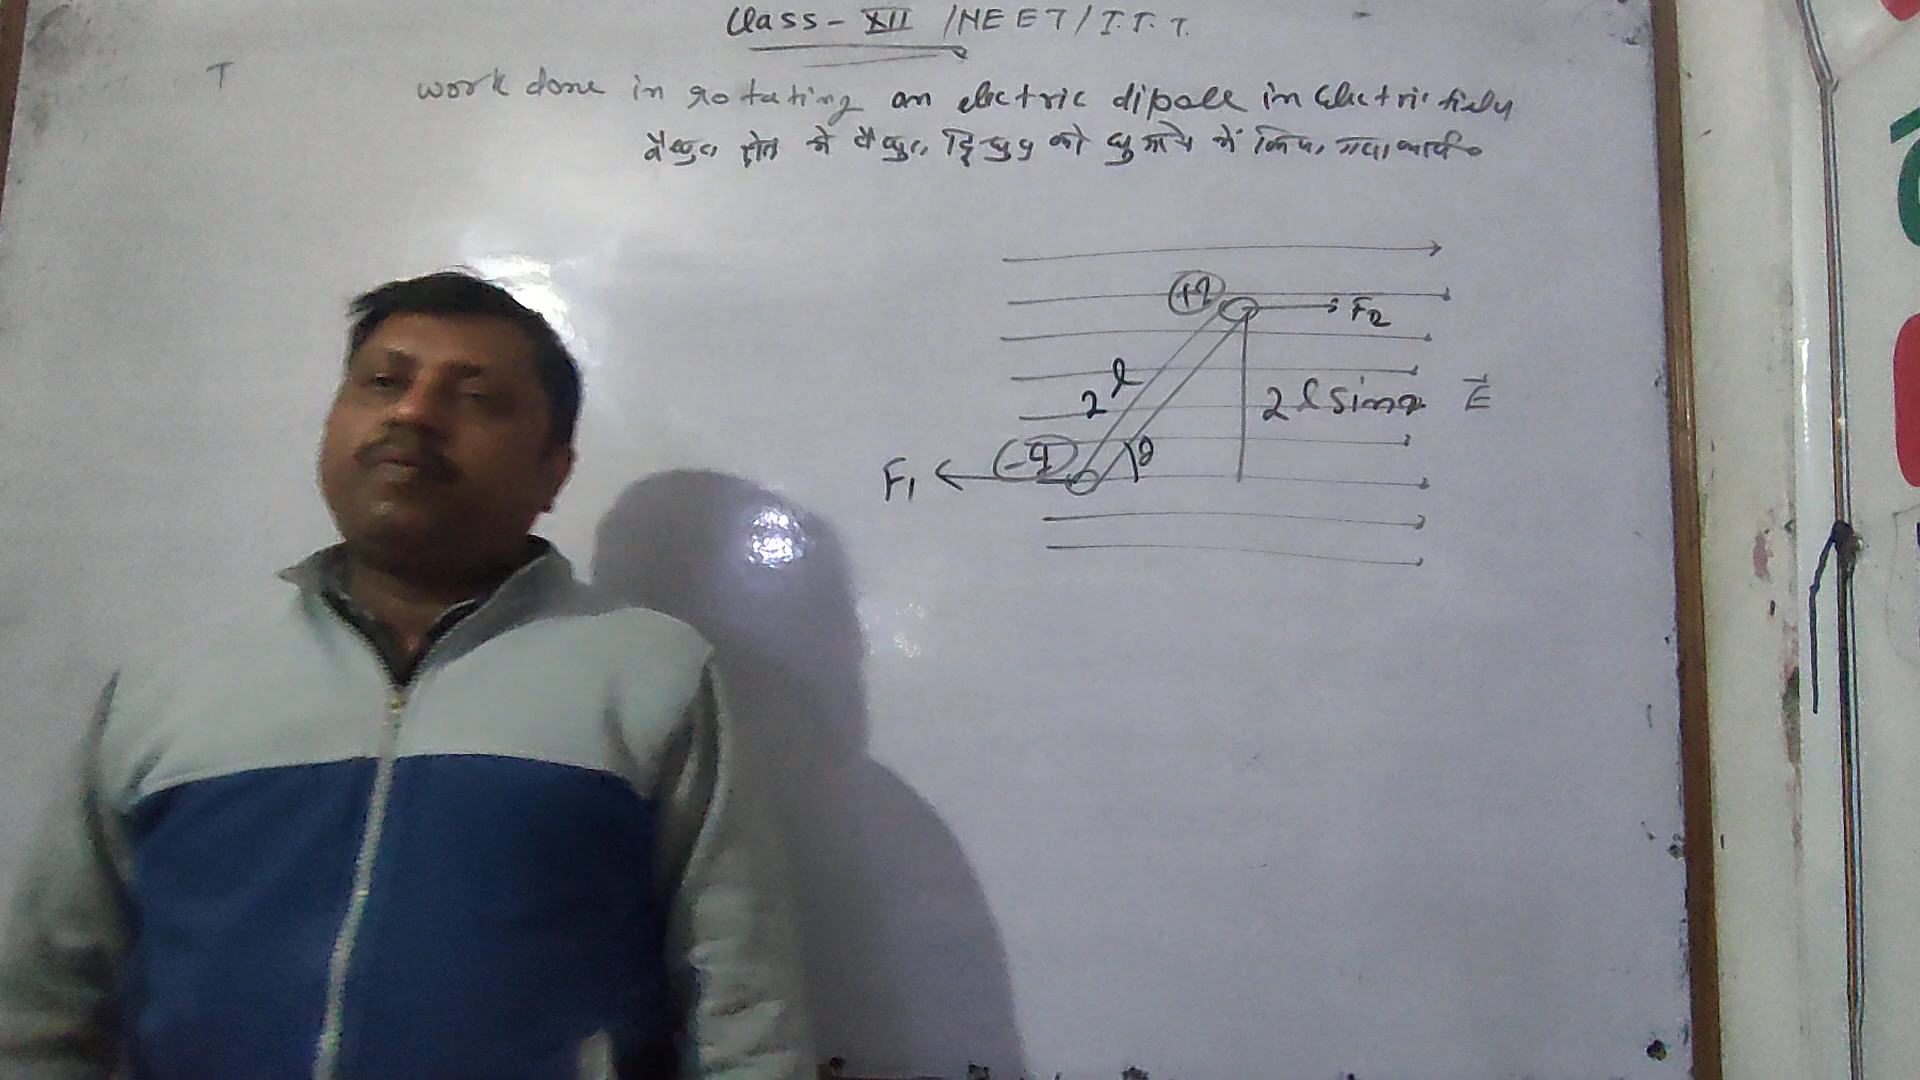 Class - XII / NEET / I.I.T.
T
work done in rotating an electric dipole in Electric field
वैद्युत क्षेत्र में वैद्युत द्विध्रुव को घुमाने में किया गया कार्य
+q
F2
2l
2l sinθ
E
-q
θ
F1